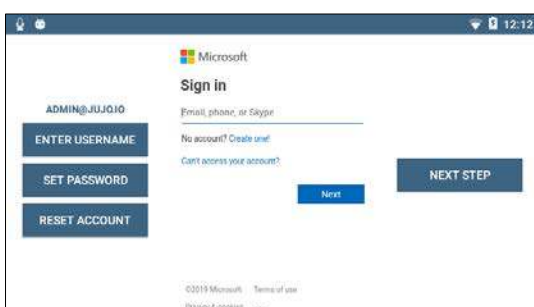 12:12
Microsoft
Sign in
ADMIN@JUJO.IO
Email, phone, or Skype
ENTER USERNAME
No account? Create one!
Can't access your account?
SET PASSWORD
NEXT STEP
Next
RESET ACCOUNT
©2019 Microsoft Terms of use